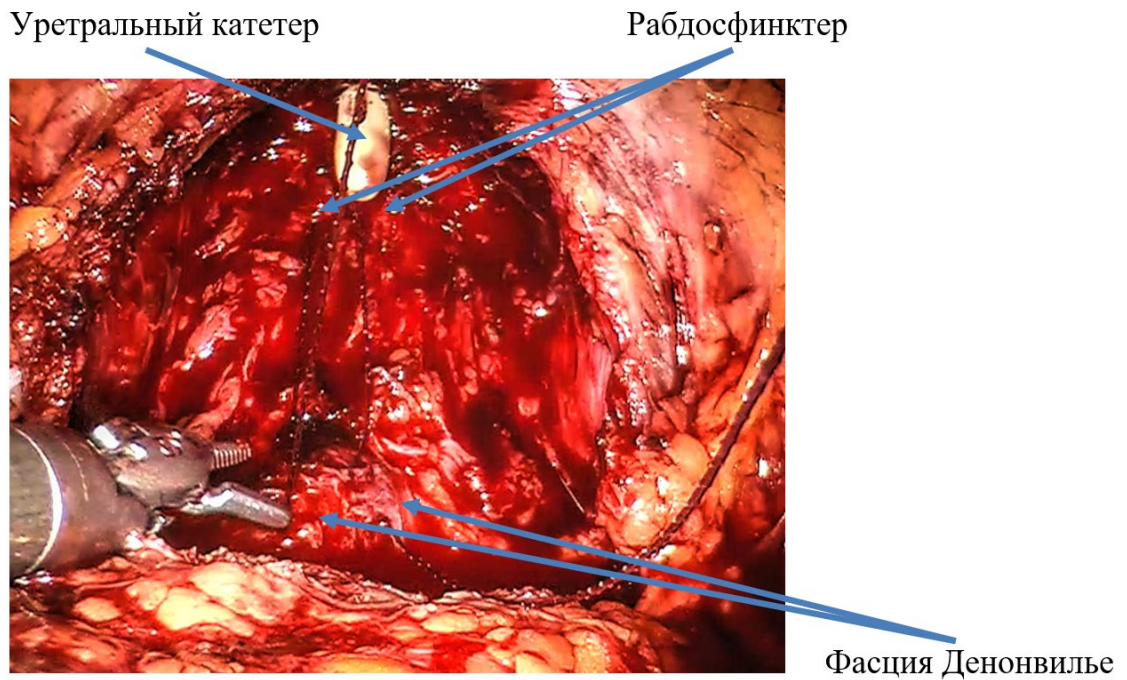 Уретральный катетер
Рабдосфинктер
Фасция Денонвилье